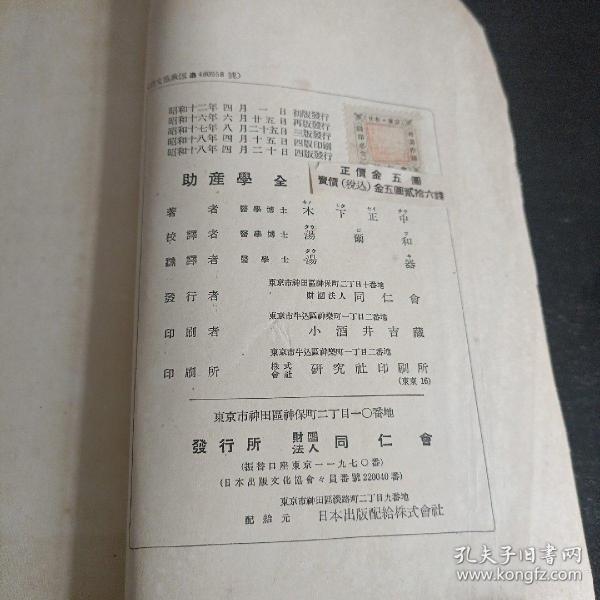 昭和十二年 四月 一日 初版發行
昭和十六年 六月廿五日 再版發行
昭和十七年 八月二十五日 三版發行
昭和十八年 四月十五日 四版印刷
昭和十八年 四月二十日 四版發行
正價金五圓
賣價(稅込)金五圓貳拾六錢
助產學 全
著者 醫學博士 木下正中
校譯者 醫學博士 湯爾和
飜譯者 醫學士 湯器
東京市神田區神保町二丁目十番地
發行者 財團法人 同仁會
東京市牛込區神樂町一丁目二番地
印刷者 小酒井吉藏
東京市牛込區神樂町一丁目二番地
印刷所 株式會社 研究社印刷所
(東東 16)
東京市神田區神保町二丁目一〇番地
發行所 財團法人 同仁會
(振替口座東京一一九七〇番)
(日本出版文化協會々員番號220040番)
東京市神田區淡路町二丁目九番地
配給元 日本出版配給株式會社
孔夫子旧书网
www.kongfz.com